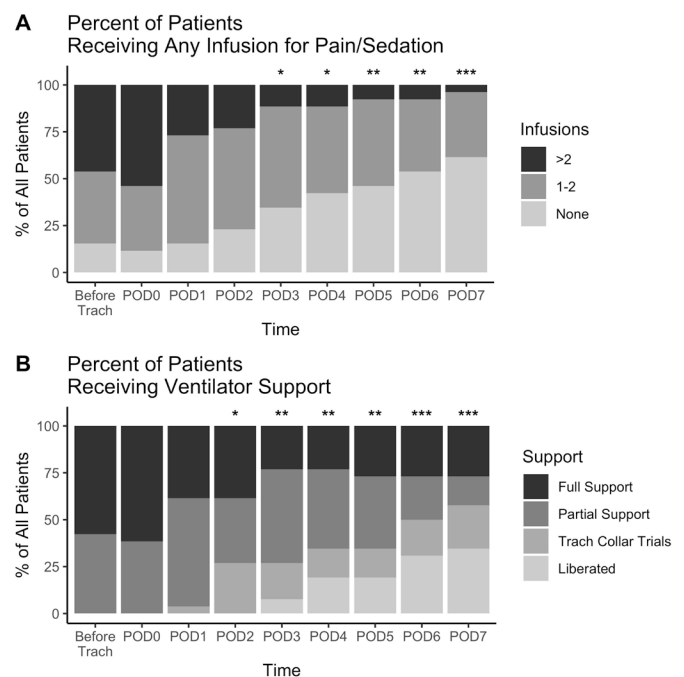 A
Percent of Patients
Receiving Any Infusion for Pain/Sedation
* * ** ** ***
100
75
50
25
0
% of All Patients
Before Trach POD0 POD1 POD2 POD3 POD4 POD5 POD6 POD7
Time
Infusions
>2
1-2
None
B
Percent of Patients
Receiving Ventilator Support
* ** ** ** *** ***
100
75
50
25
0
% of All Patients
Before Trach POD0 POD1 POD2 POD3 POD4 POD5 POD6 POD7
Time
Support
Full Support
Partial Support
Trach Collar Trials
Liberated